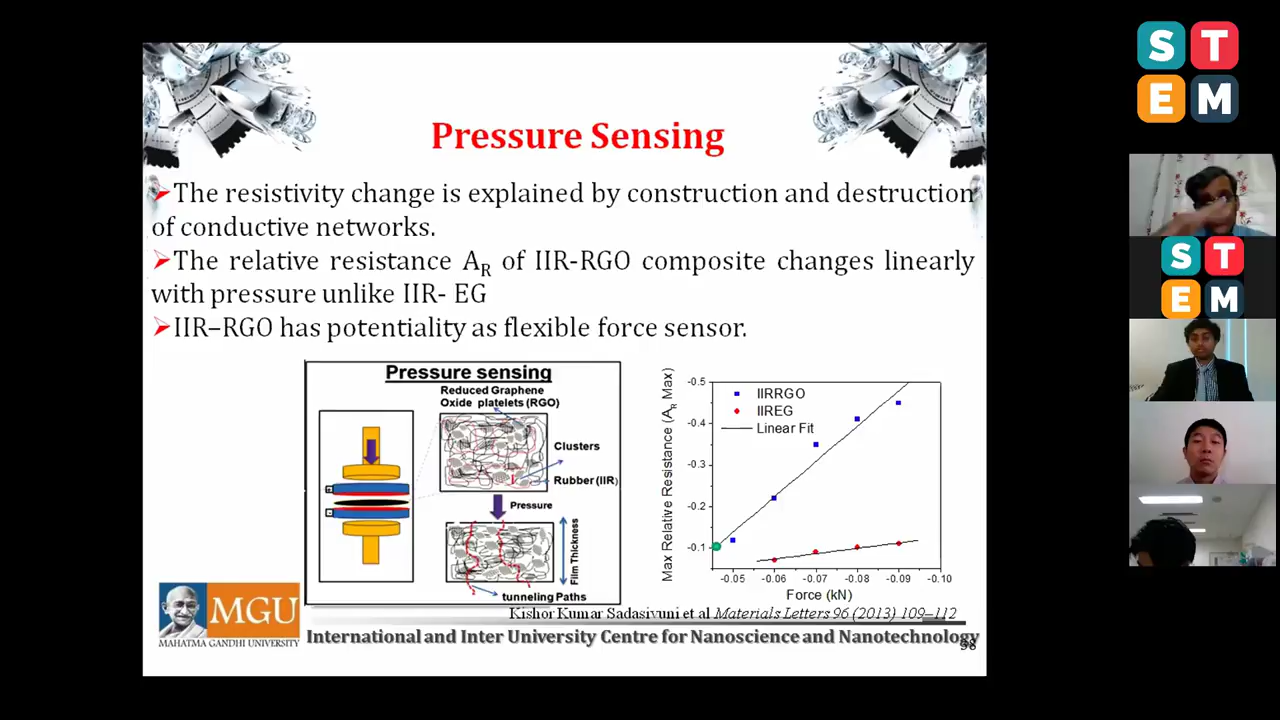 Pressure Sensing
The resistivity change is explained by construction and destruction
of conductive networks.
The relative resistance AR of IIR-RGO composite changes linearly
with pressure unlike IIR- EG
IIR–RGO has potentiality as flexible force sensor.
Pressure sensing
Reduced Graphene
Oxide platelets (RGO)
Clusters
Rubber (IIR)
Pressure
Film Thickness
tunneling Paths
Max Relative Resistance (AR Max)
-0.5
-0.4
-0.3
-0.2
-0.1
IIRRGO
IIREG
Linear Fit
-0.05 -0.06 -0.07 -0.08 -0.09 -0.10
Force (kN)
Kishor Kumar Sadasivuni et al Materials Letters 96 (2013) 109–112
MGU
MAHATMA GANDHI UNIVERSITY
International and Inter University Centre for Nanoscience and Nanotechnology
S T
E M
S T
E M